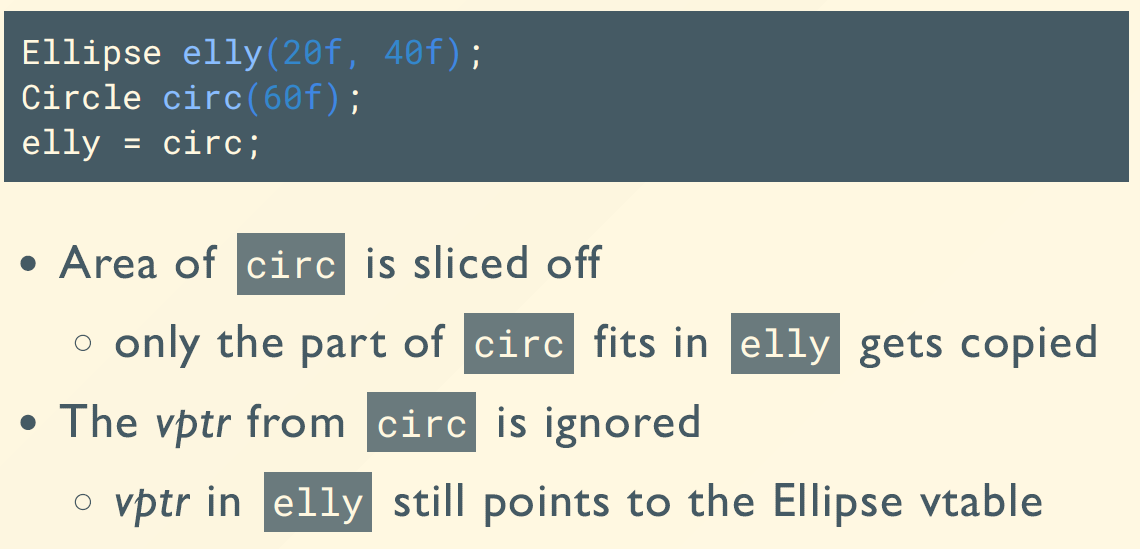 Ellipse elly(20f, 40f);
Circle circ(60f);
elly = circ;
• Area of circ is sliced off
○ only the part of circ fits in elly gets copied
• The vptr from circ is ignored
○ vptr in elly still points to the Ellipse vtable